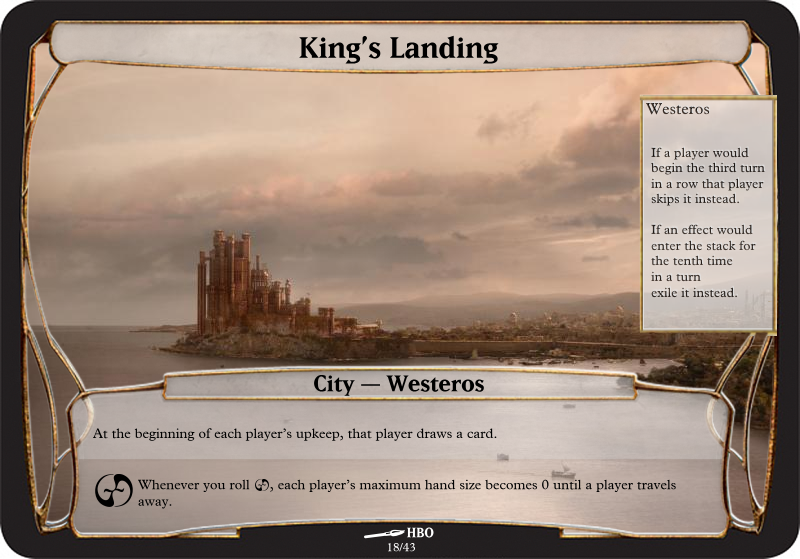 King's Landing
Westeros
If a player would
begin the third turn
in a row that player
skips it instead.
If an effect would
enter the stack for
the tenth time
in a turn
exile it instead.
City — Westeros
At the beginning of each player's upkeep, that player draws a card.
Whenever you roll , each player's maximum hand size becomes 0 until a player travels
away.
HBO
18/43